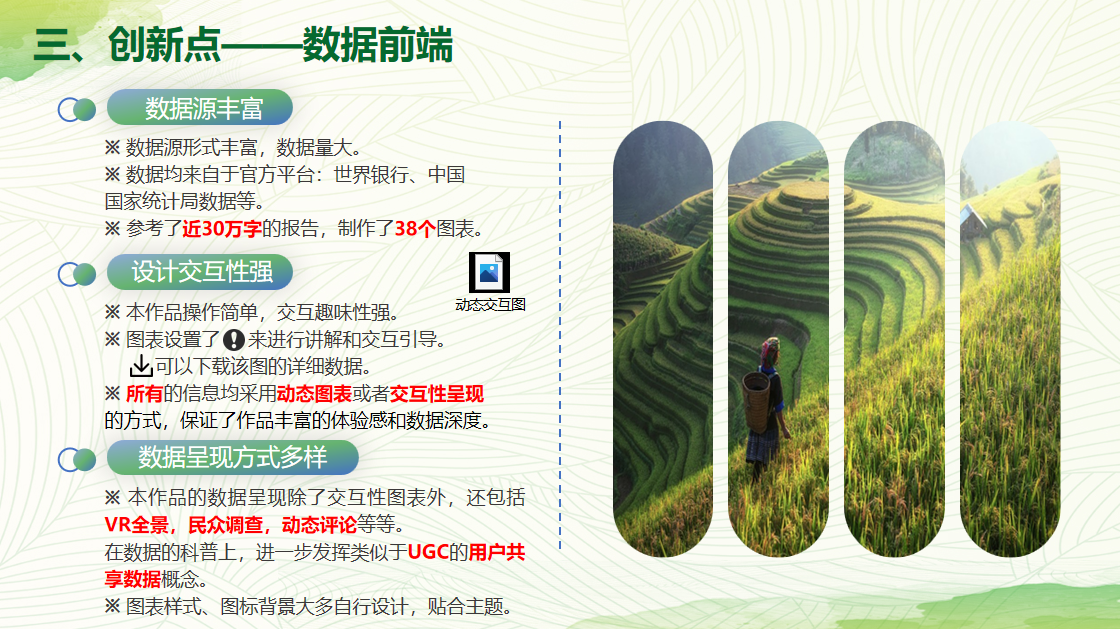 三、创新点——数据前端
数据源丰富
※ 数据源形式丰富，数据量大。
※ 数据均来自于官方平台：世界银行、中国
国家统计局数据等。
※ 参考了近30万字的报告，制作了38个图表。
设计交互性强
动态交互图
※ 本作品操作简单，交互趣味性强。
※ 图表设置了 来进行讲解和交互引导。
可以下载该图的详细数据。
※ 所有的信息均采用动态图表或者交互性呈现
的方式，保证了作品丰富的体验感和数据深度。
数据呈现方式多样
※ 本作品的数据呈现除了交互性图表外，还包括
VR全景，民众调查，动态评论等等。
在数据的科普上，进一步发挥类似于UGC的用户共
享数据概念。
※ 图表样式、图标背景大多自行设计，贴合主题。